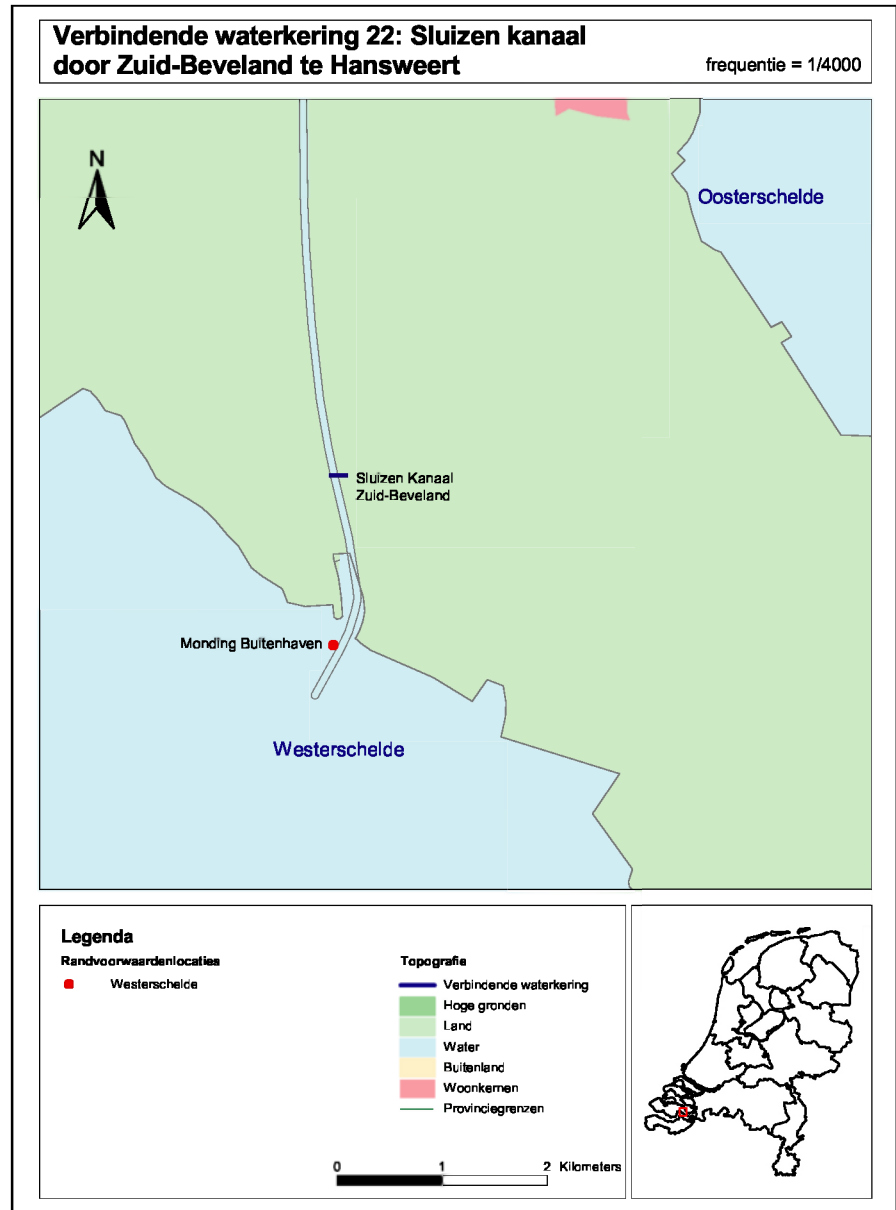 Verbindende waterkering 22: Sluizen kanaal
door Zuid-Beveland te Hansweert
frequentie = 1/4000
N
Oosterschelde
Sluizen Kanaal
Zuid-Beveland
Monding Buitenhaven
Westerschelde
Legenda
Randvoorwaardenlocaties
Westerschelde
Topografie
Verbindende waterkering
Hoge gronden
Land
Water
Buitenland
Woonkernen
Provinciegrenzen
0 1 2 Kilometers